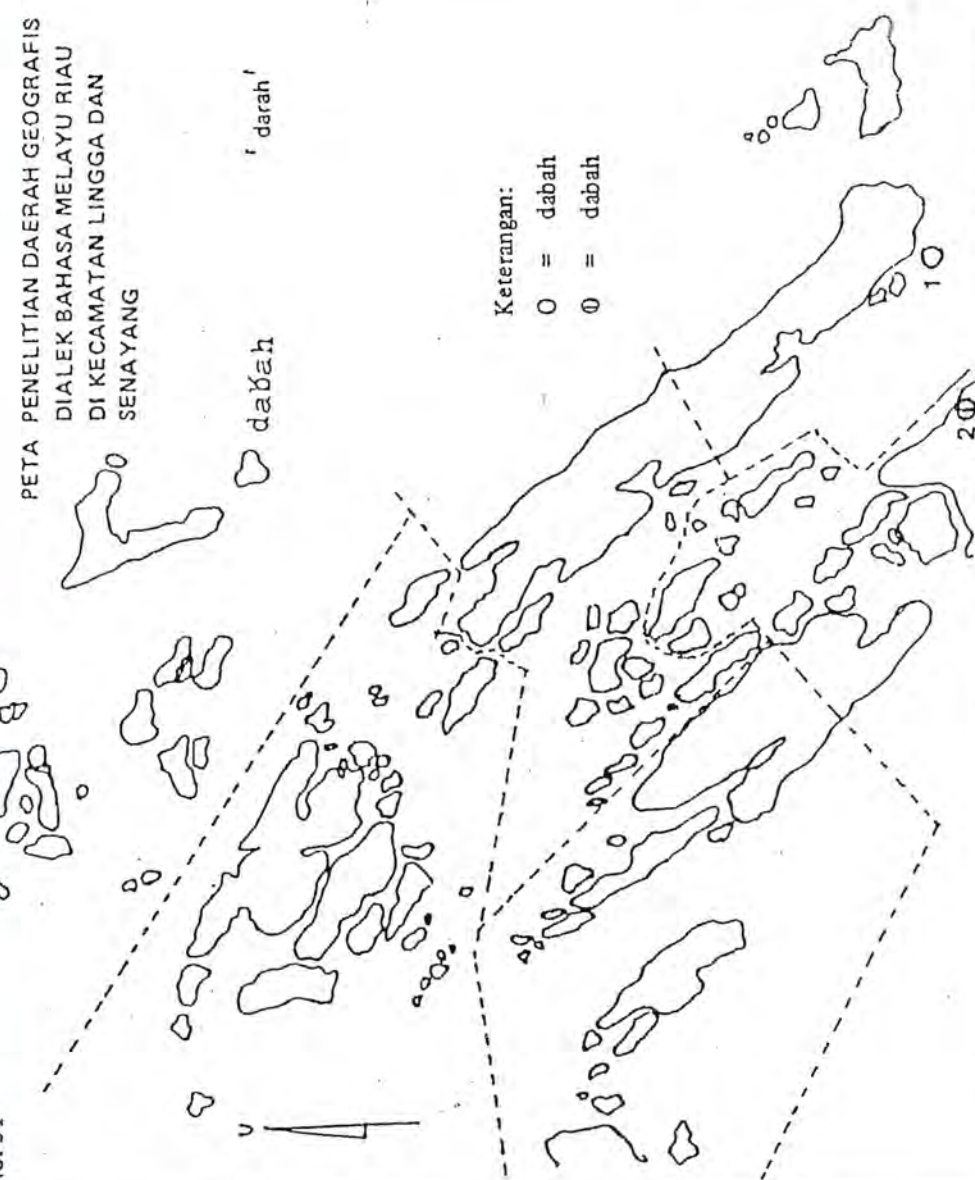 PETA PENELITIAN DAERAH GEOGRAFIS
DIALEK BAHASA MELAYU RIAU
DI KECAMATAN LINGGA DAN
SENAYANG
' darah '
Keterangan:
O = dabah
Φ = dabah
1 O
2 Φ